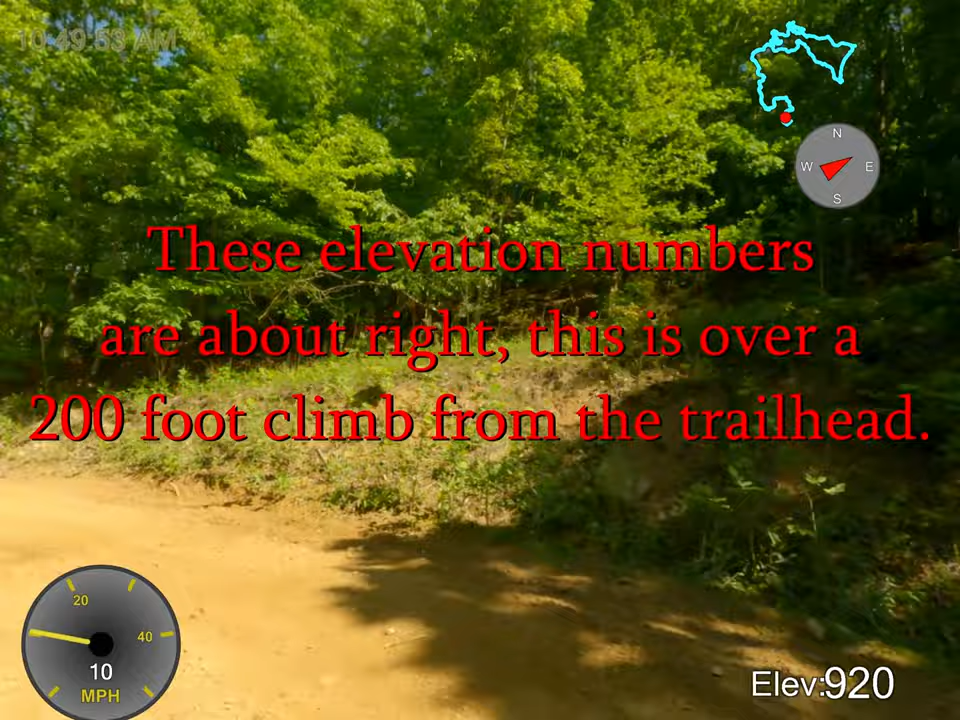 10:49:53 AM
N
W E
S
These elevation numbers
are about right, this is over a
200 foot climb from the trailhead.
20
40
10
MPH
Elev:920